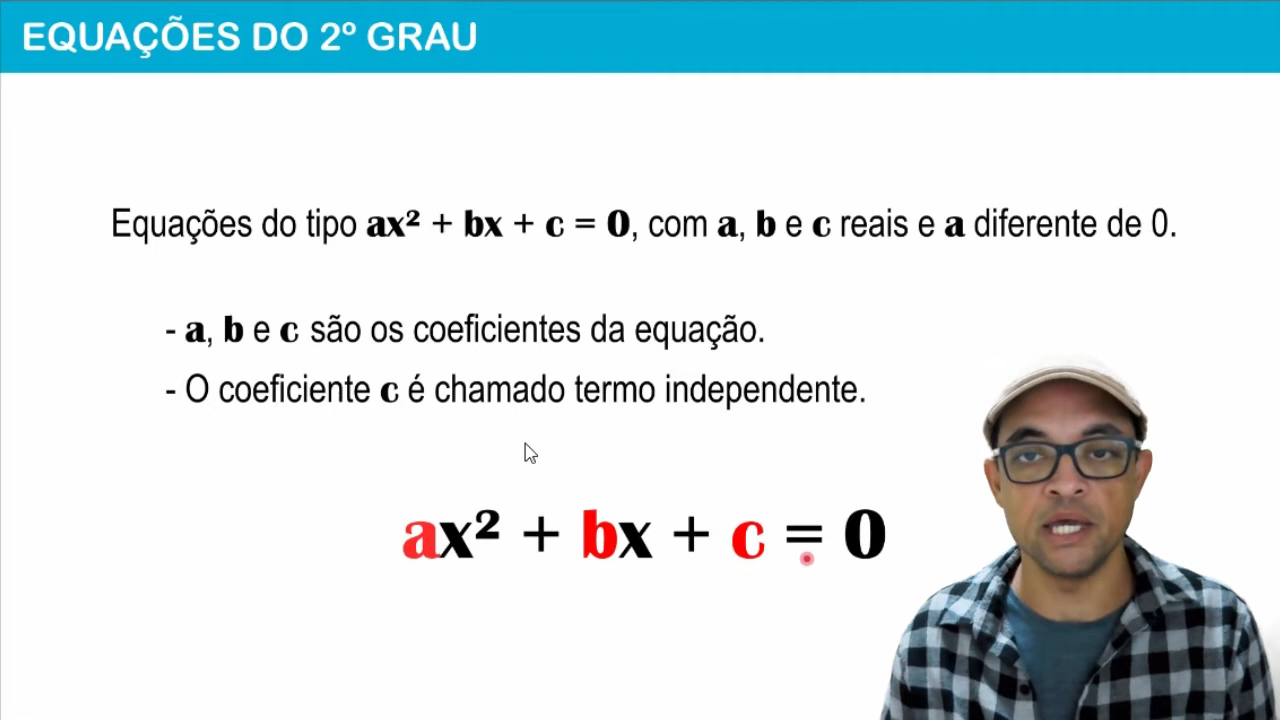 EQUAÇÕES DO 2º GRAU
Equações do tipo ax² + bx + c = 0, com a, b e c reais e a diferente de 0.
- a, b e c são os coeficientes da equação.
- O coeficiente c é chamado termo independente.
ax² + bx + c = 0